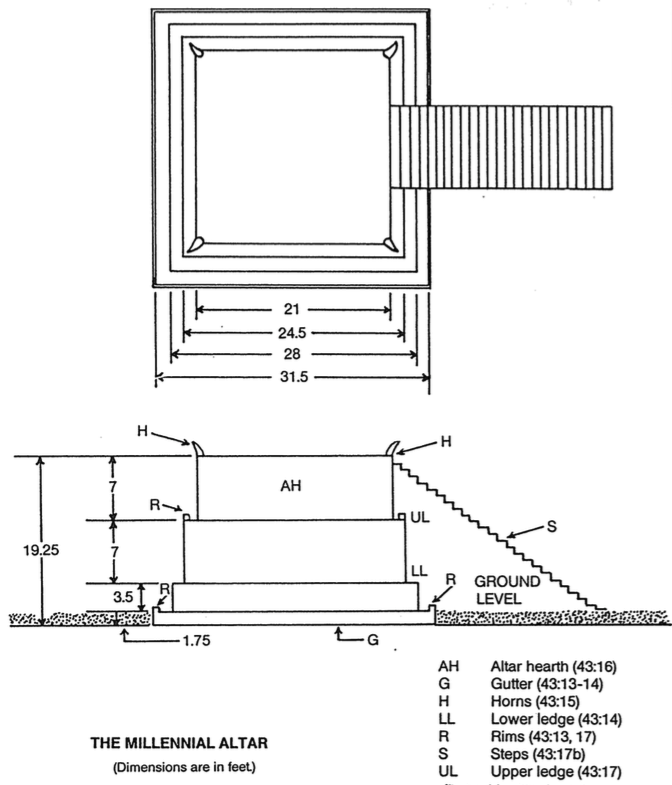 21
24.5
28
31.5
H
H
AH
7
R
UL
19.25
7
S
LL
3.5
R
R
GROUND
LEVEL
1.75
G
AH Altar hearth (43:16)
G Gutter (43:13-14)
H Horns (43:15)
LL Lower ledge (43:14)
R Rims (43:13, 17)
S Steps (43:17b)
UL Upper ledge (43:17)
THE MILLENNIAL ALTAR
(Dimensions are in feet.)